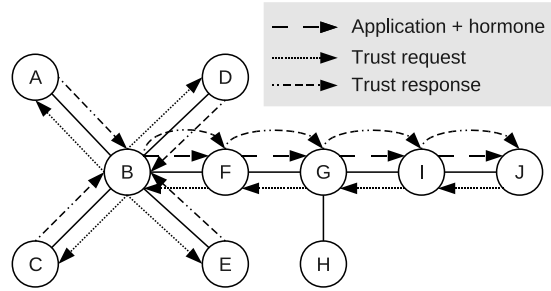 Application + hormone
Trust request
Trust response
A
D
B
F
G
I
J
C
E
H